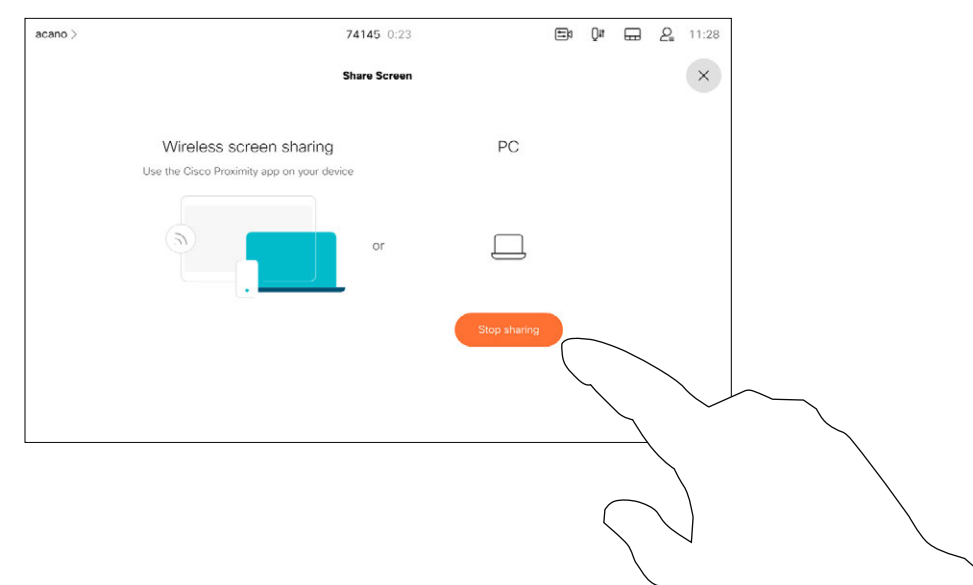 acano >
74145 0:23
11:28
Share Screen
Wireless screen sharing
Use the Cisco Proximity app on your device
or
PC
Stop sharing